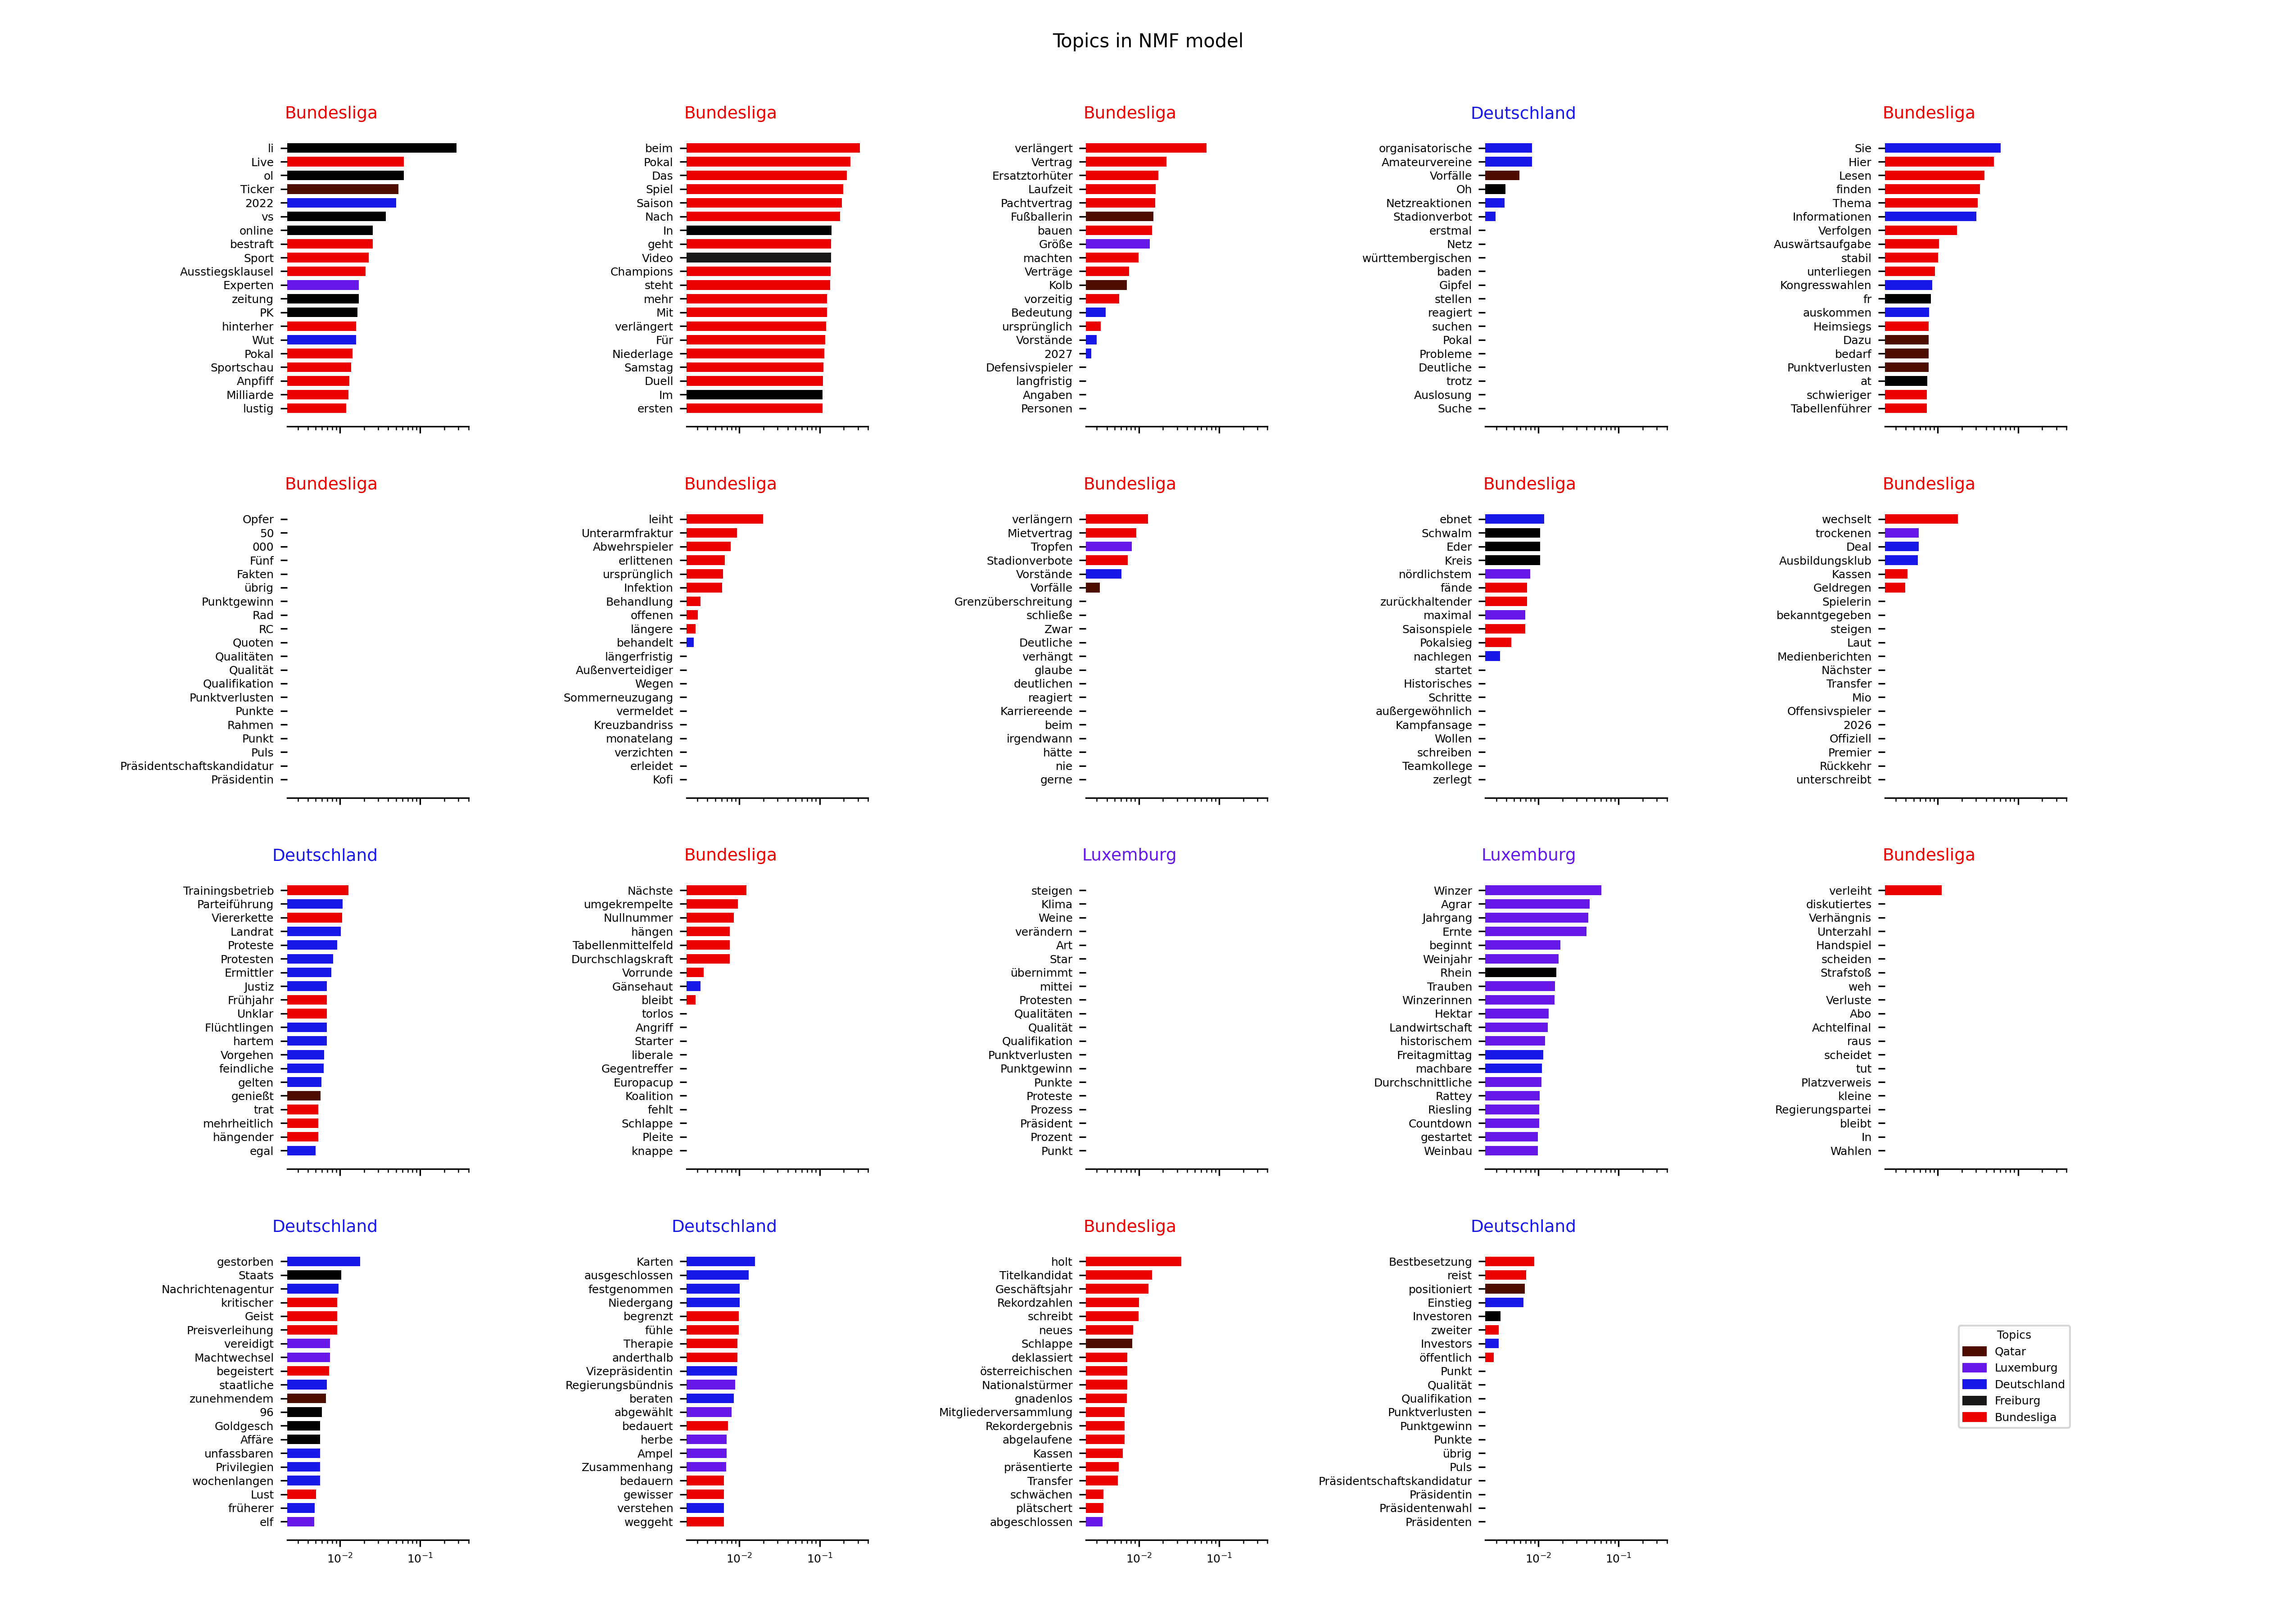 Topics in NMF model
Bundesliga
li
Live
ol
Ticker
2022
vs
online
bestraft
Sport
Ausstiegsklausel
Experten
zeitung
PK
hinterher
Wut
Pokal
Sportschau
Anpfiff
Milliarde
lustig
Bundesliga
beim
Pokal
Das
Spiel
Saison
Nach
In
geht
Video
Champions
steht
mehr
Mit
verlängert
Für
Niederlage
Samstag
Duell
Im
ersten
Bundesliga
verlängert
Vertrag
Ersatztorhüter
Laufzeit
Pachtvertrag
Fußballerin
bauen
Größe
machten
Verträge
Kolb
vorzeitig
Bedeutung
ursprünglich
Vorstände
2027
Defensivspieler
langfristig
Angaben
Personen
Deutschland
organisatorische
Amateurvereine
Vorfälle
Oh
Netzreaktionen
Stadionverbot
erstmal
Netz
württembergischen
baden
Gipfel
stellen
reagiert
suchen
Pokal
Probleme
Deutliche
trotz
Auslosung
Suche
Bundesliga
Sie
Hier
Lesen
finden
Thema
Informationen
Verfolgen
Auswärtsaufgabe
stabil
unterliegen
Kongresswahlen
fr
auskommen
Heimsiegs
Dazu
bedarf
Punktverlusten
at
schwieriger
Tabellenführer
Bundesliga
Opfer
50
000
Fünf
Fakten
übrig
Punktgewinn
Rad
RC
Quoten
Qualitäten
Qualität
Qualifikation
Punktverlusten
Punkte
Rahmen
Punkt
Puls
Präsidentschaftskandidatur
Präsidentin
Bundesliga
leiht
Unterarmfraktur
Abwehrspieler
erlittenen
ursprünglich
Infektion
Behandlung
offenen
längere
behandelt
längerfristig
Außenverteidiger
Wegen
Sommerneuzugang
vermeldet
Kreuzbandriss
monatelang
verzichten
erleidet
Kofi
Bundesliga
verlängern
Mietvertrag
Tropfen
Stadionverbote
Vorstände
Vorfälle
Grenzüberschreitung
schließe
Zwar
Deutliche
verhängt
glaube
deutlichen
reagiert
Karriereende
beim
irgendwann
hätte
nie
gerne
Bundesliga
ebnet
Schwalm
Eder
Kreis
nördlichstem
fände
zurückhaltender
maximal
Saisonspiele
Pokalsieg
nachlegen
startet
Historisches
Schritte
außergewöhnlich
Kampfansage
Wollen
schreiben
Teamkollege
zerlegt
Bundesliga
wechselt
trockenen
Deal
Ausbildungsklub
Kassen
Geldregen
Spielerin
bekanntgegeben
steigen
Laut
Medienberichten
Nächster
Transfer
Mio
Offensivspieler
2026
Offiziell
Premier
Rückkehr
unterschreibt
Deutschland
Trainingsbetrieb
Parteiführung
Viererkette
Landrat
Proteste
Protesten
Ermittler
Justiz
Frühjahr
Unklar
Flüchtlingen
hartem
Vorgehen
feindliche
gelten
genießt
trat
mehrheitlich
hängender
egal
Bundesliga
Nächste
umgekrempelte
Nullnummer
hängen
Tabellenmittelfeld
Durchschlagskraft
Vorrunde
Gänsehaut
bleibt
torlos
Angriff
Starter
liberale
Gegentreffer
Europacup
Koalition
fehlt
Schlappe
Pleite
knappe
Luxemburg
steigen
Klima
Weine
verändern
Art
Star
übernimmt
mittei
Protesten
Qualitäten
Qualität
Qualifikation
Punktverlusten
Punktgewinn
Punkte
Proteste
Prozess
Präsident
Prozent
Punkt
Luxemburg
Winzer
Agrar
Jahrgang
Ernte
beginnt
Weinjahr
Rhein
Trauben
Winzerinnen
Hektar
Landwirtschaft
historischem
Freitagmittag
machbare
Durchschnittliche
Rattey
Riesling
Countdown
gestartet
Weinbau
Bundesliga
verleiht
diskutiertes
Verhängnis
Unterzahl
Handspiel
scheiden
Strafstoß
weh
Verluste
Abo
Achtelfinal
raus
scheidet
tut
Platzverweis
kleine
Regierungspartei
bleibt
In
Wahlen
Deutschland
gestorben
Staats
Nachrichtenagentur
kritischer
Geist
Preisverleihung
vereidigt
Machtwechsel
begeistert
staatliche
zunehmendem
96
Goldgesch
Affäre
unfassbaren
Privilegien
wochenlangen
Lust
früherer
elf
10⁻² 10⁻¹
Deutschland
Karten
ausgeschlossen
festgenommen
Niedergang
begrenzt
fühle
Therapie
anderthalb
Vizepräsidentin
Regierungsbündnis
beraten
abgewählt
bedauert
herbe
Ampel
Zusammenhang
bedauern
gewisser
verstehen
weggeht
10⁻² 10⁻¹
Bundesliga
holt
Titelkandidat
Geschäftsjahr
Rekordzahlen
schreibt
neues
Schlappe
deklassiert
österreichischen
Nationalstürmer
gnadenlos
Mitgliederversammlung
Rekordergebnis
abgelaufene
Kassen
präsentierte
Transfer
schwächen
plätschert
abgeschlossen
10⁻² 10⁻¹
Deutschland
Bestbesetzung
reist
positioniert
Einstieg
Investoren
zweiter
Investors
öffentlich
Punkt
Qualität
Qualifikation
Punktverlusten
Punktgewinn
Punkte
übrig
Puls
Präsidentschaftskandidatur
Präsidentin
Präsidentenwahl
Präsidenten
10⁻² 10⁻¹
Topics
Qatar
Luxemburg
Deutschland
Freiburg
Bundesliga